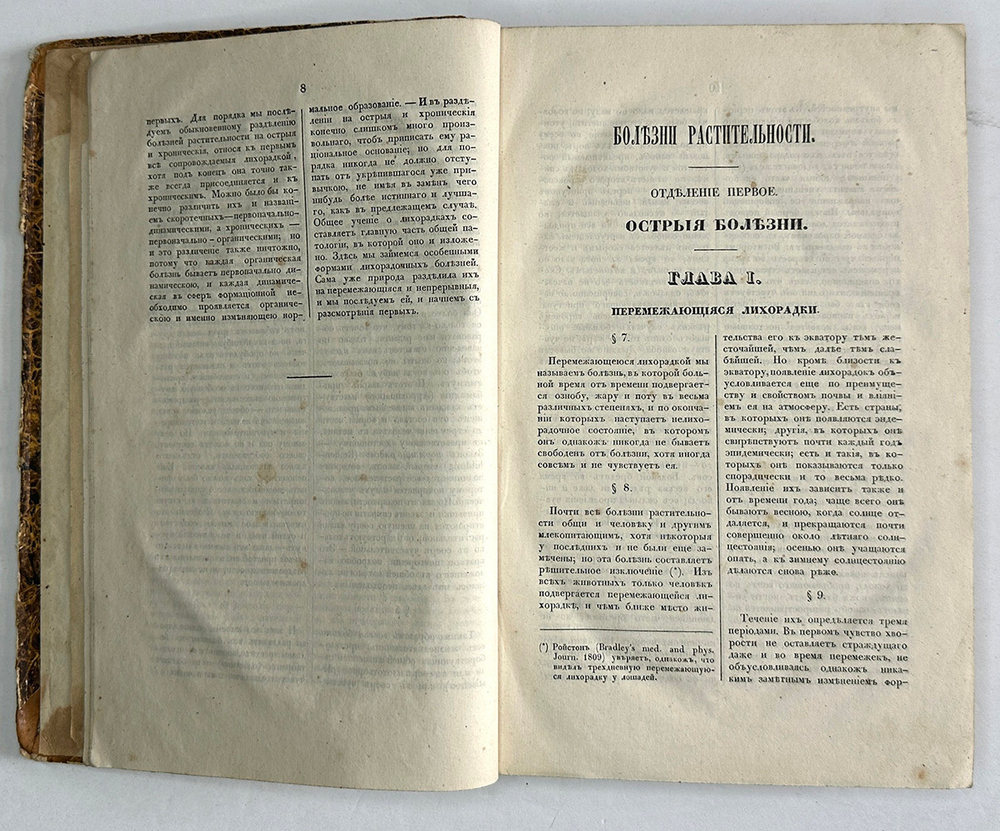 8
первыхъ. Для порядка мы послѣ-
дуемъ обыкновенному раздѣленію
болѣзней растительности на острыя
и хроническія, относя къ первымъ
всѣ сопровождаемыя лихорадкой,
хотя подъ конецъ она точно так-
же всегда присоединяется и къ
хроническимъ. Можно было бы ко-
нечно различить ихъ и названі-
емъ скоротечныхъ—первоначально-
динамическими, а хроническихъ —
первоначально - органическими; но
и это различеніе также ничтожно,
потому что каждая органическая
болѣзнь бываетъ первоначально ди-
намическою, и каждая динамическая
въ сферѣ формаціонной не-
обходимо проявляется органиче-
скою и именно измѣняющею нор-
мальное образованіе. — И въ раздѣ-
леніи на острыя и хроническія
конечно слишкомъ много произ-
вольнаго, чтобъ приписать ему ра-
ціональное основаніе; но для по-
рядка никогда не должно отсту-
пать отъ укрѣпившагося уже при-
вычкою, не имѣя въ замѣнъ чего
нибудь болѣе истиннаго и лучша-
го, какъ въ предлежащемъ случаѣ.
Общее ученіе о лихорадкахъ со-
ставляетъ главную часть общей па-
тологіи, въ которой оно и изложе-
но. Здѣсь мы займемся особенными
формами лихорадочныхъ болѣзней.
Сама уже природа раздѣлила ихъ
на перемежающіяся и непрерывныя,
и мы послѣдуемъ ей, и начнемъ съ
разсмотрѣнія первыхъ.
БОЛѢЗНИ РАСТИТЕЛЬНОСТИ.
ОТДѢЛЕНІЕ ПЕРВОЕ.
ОСТРЫЯ БОЛѢЗНИ.
ГЛАВА I.
ПЕРЕМЕЖАЮЩІЯСЯ ЛИХОРАДКИ.
§ 7.
Перемежающеюся лихорадкой мы
называемъ болѣзнь, въ которой боль-
ной время отъ времени подвергает-
ся ознобу, жару и поту въ весьма
различныхъ степеняхъ, и по оконча-
ніи которыхъ наступаетъ нелихо-
радочное состояніе, въ которомъ
онъ однакожъ никогда не бываетъ
свободенъ отъ болѣзни, хотя иногда
совсѣмъ и не чувствуетъ ея.
§ 8.
Почти всѣ болѣзни растительно-
сти общи и человѣку и другимъ
млекопитающимъ, хотя нѣкоторыя
у послѣднихъ и не были еще за-
мѣчены; но эта болѣзнь составляетъ
рѣшительное изключеніе (*). Изъ
всѣхъ животныхъ только человѣкъ
подвергается перемежающейся ли-
хорадкѣ, и чѣмъ ближе мѣсто жи-
(*) Ройстонъ (Bradley's med. and phys.
Journ. 1809) увѣряетъ, однакожъ, что
видѣлъ трехдневную перемежающую-
ся лихорадку у лошадей.
тельства его къ экватору тѣмъ же-
сточайшей, чѣмъ далѣе тѣмъ сла-
бѣйшей. Но кромѣ близости къ
экватору, появленіе лихорадокъ обу-
условливается еще по преимуще-
ству и свойствомъ почвы и вліяні-
емъ ея на атмосферу. Есть страны,
въ которыхъ онѣ появляются энде-
мически; другія, въ которыхъ онѣ
свирѣпствуютъ почти каждый годъ
эпидемически; есть и такія, въ ко-
торыхъ онѣ показываются только
спорадически и то весьма рѣдко.
Появленіе ихъ зависитъ также и
отъ времени года; чаще всего онѣ
бываютъ весною, когда солнце от-
даляется, и прекращаются почти
совершенно около лѣтняго солн-
цестоянія; осенью онѣ учащаются
опять, а къ зимнему солнцестоянію
дѣлаются снова рѣже.
§ 9.
Теченіе ихъ опредѣляется тремя
періодами. Въ первомъ чувство хво-
рости не оставляетъ страждущаго
даже и во время перемежекъ, не
обусловливаясь однакожъ ника-
кимъ замѣтнымъ измѣненіемъ фор-